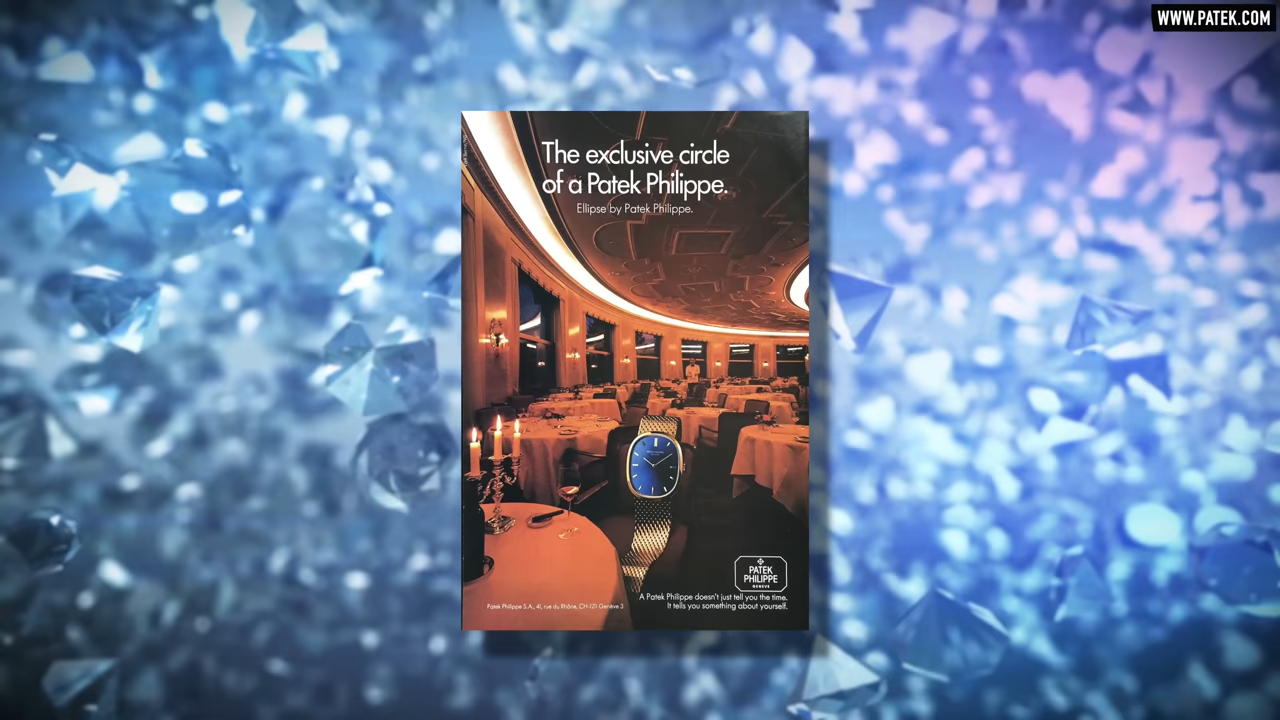 WWW.PATEK.COM
The exclusive circle
of a Patek Philippe.
Ellipse by Patek Philippe.
PATEK
PHILIPPE
GENEVE
A Patek Philippe doesn't just tell you the time.
It tells you something about yourself.
Patek Philippe S.A., 41, rue du Rhône, CH-1211 Genève 3